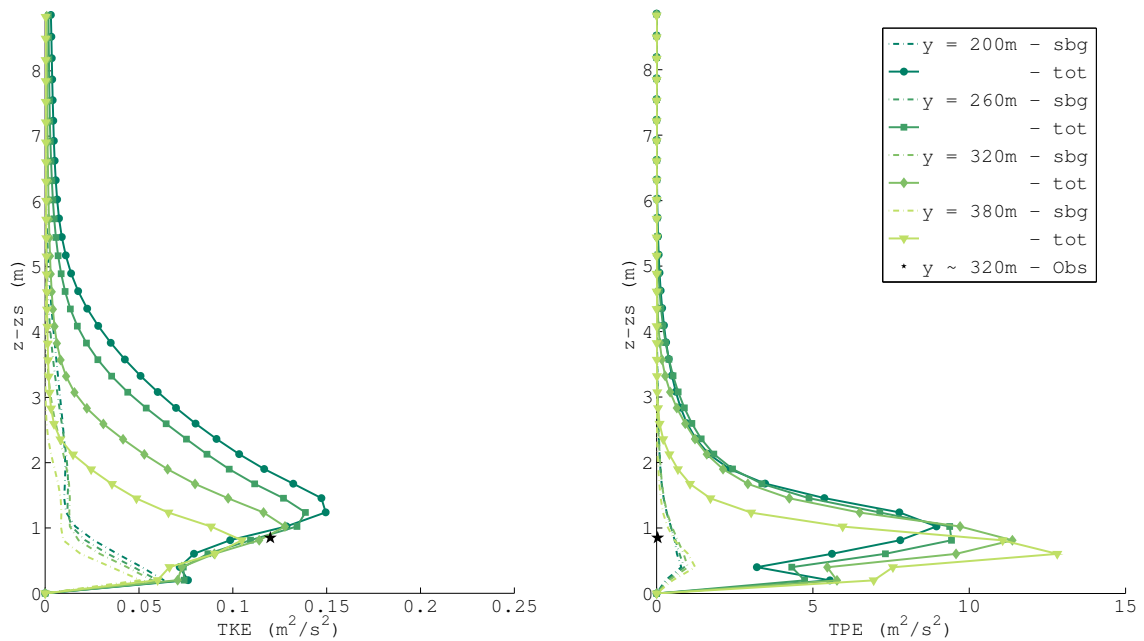 8
7
6
5
4
3
2
1
0
z-zs (m)
0
0.05
0.1
0.15
0.2
0.25
TKE (m²/s²)
8
7
6
5
4
3
2
1
0
z-zs (m)
0
5
10
15
TPE (m²/s²)
y = 200m - sbg
- tot
y = 260m - sbg
- tot
y = 320m - sbg
- tot
y = 380m - sbg
- tot
y ~ 320m - Obs